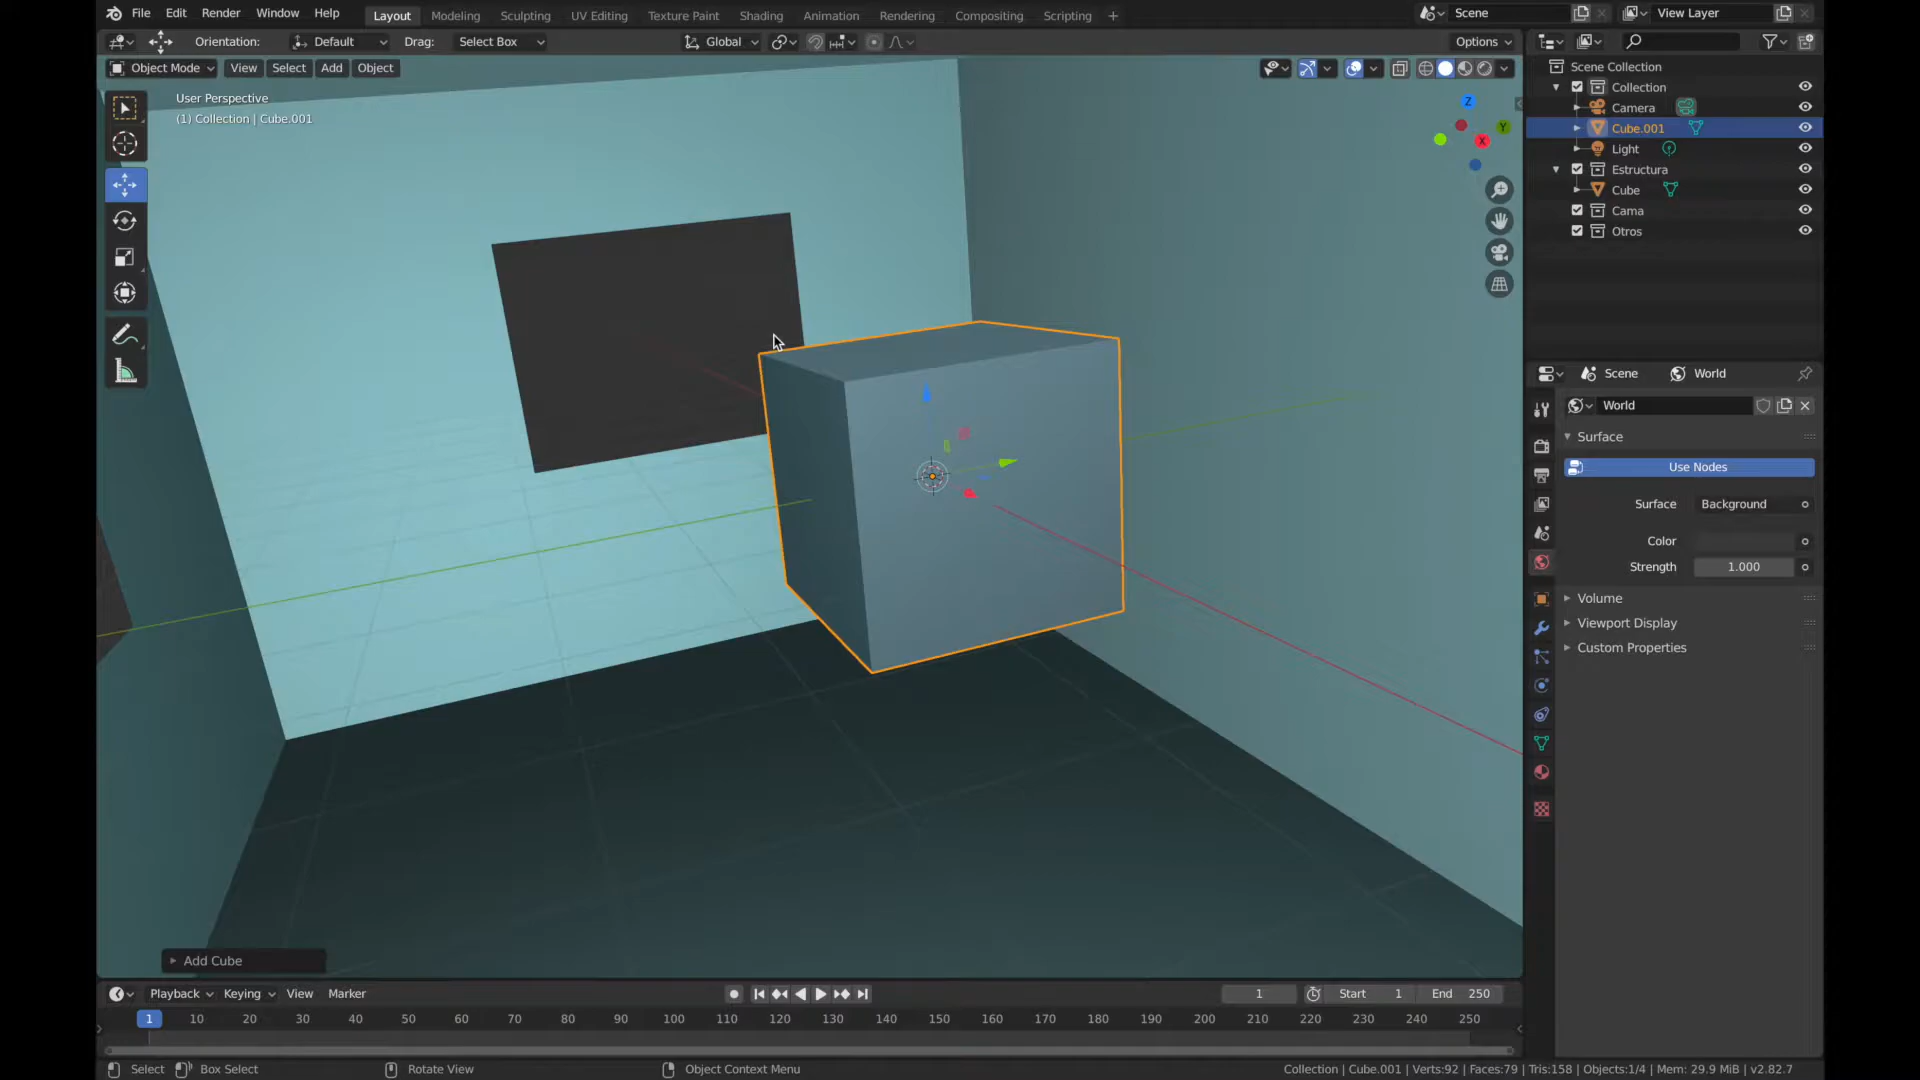 File Edit Render Window Help Layout Modeling Sculpting UV Editing Texture Paint Shading Animation Rendering Compositing Scripting + Scene View Layer
Orientation: Default Drag: Select Box Global Options
Object Mode View Select Add Object
User Perspective
(1) Collection | Cube.001
Z
Y
X
Scene Collection
Collection
Camera
Cube.001
Light
Estructura
Cube
Cama
Otros
Scene World
World
Surface
Use Nodes
Surface Background
Color
Strength 1.000
Volume
Viewport Display
Custom Properties
Add Cube
Playback Keying View Marker 1 Start 1 End 250
1 10 20 30 40 50 60 70 80 90 100 110 120 130 140 150 160 170 180 190 200 210 220 230 240 250
Select Box Select Rotate View Object Context Menu Collection | Cube.001 | Verts:92 | Faces:79 | Tris:158 | Objects:1/4 | Mem: 29.9 MiB | v2.82.7